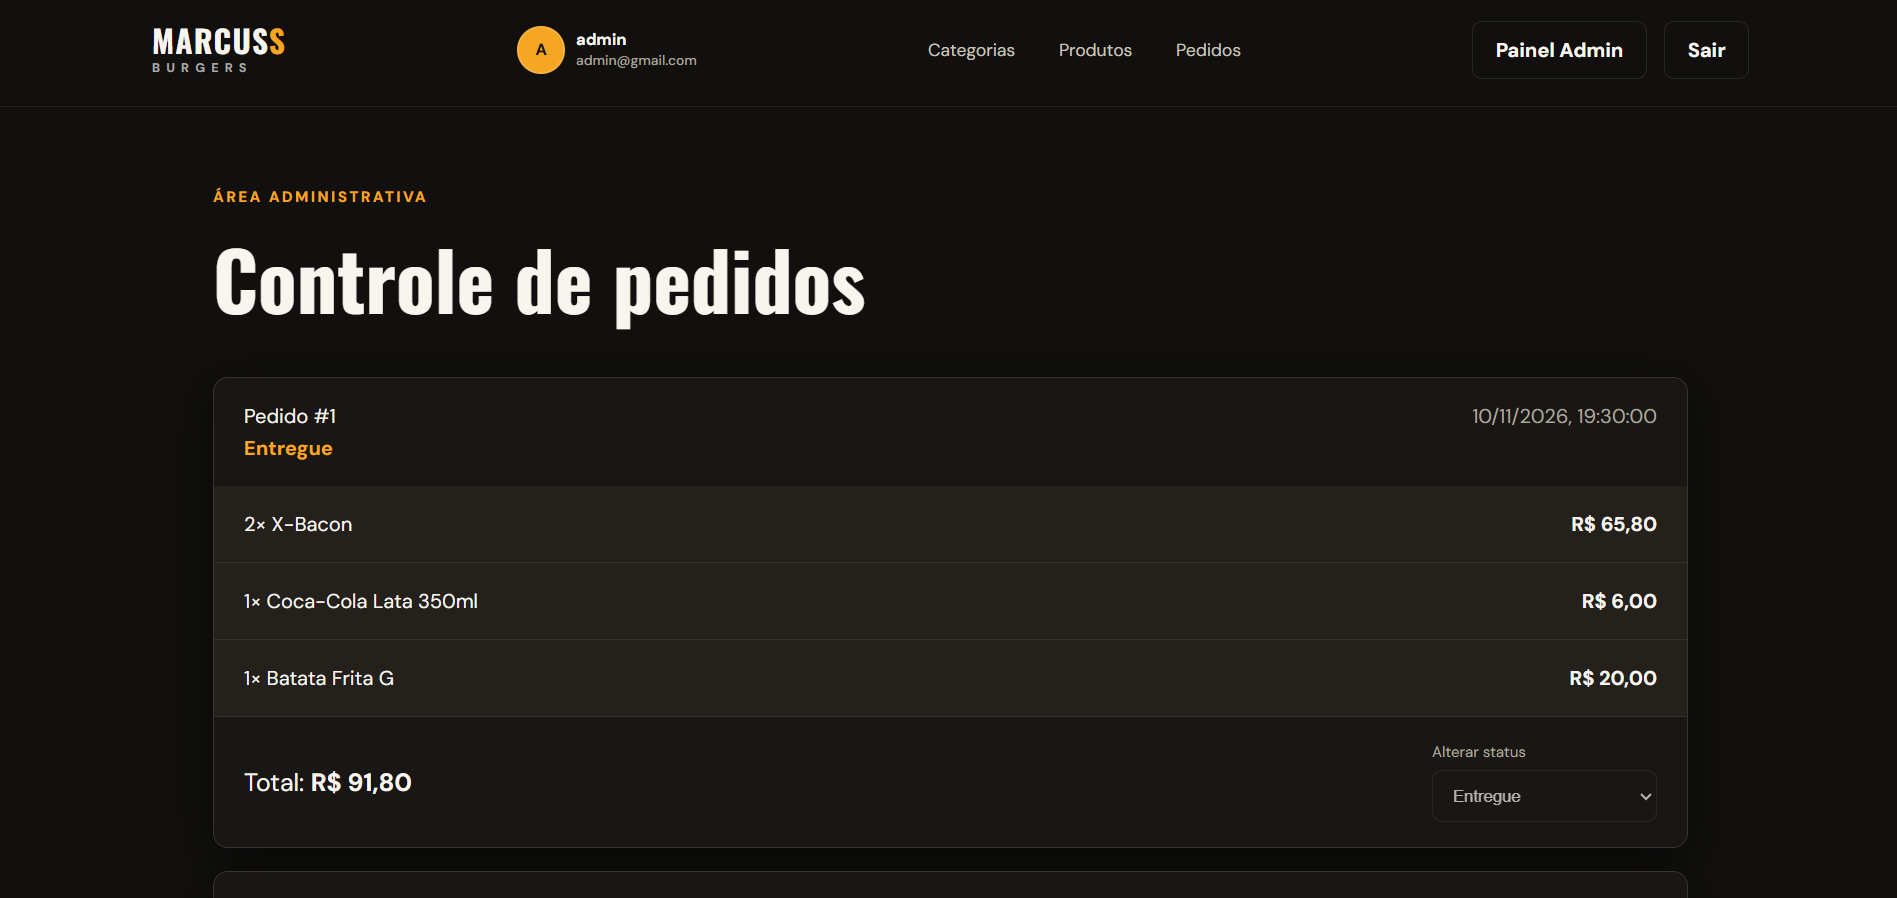 MARCUSS
BURGERS
A
admin
admin@gmail.com
Categorias
Produtos
Pedidos
Painel Admin
Sair
ÁREA ADMINISTRATIVA
Controle de pedidos
Pedido #1
10/11/2026, 19:30:00
Entregue
2× X-Bacon
R$ 65,80
1× Coca-Cola Lata 350ml
R$ 6,00
1× Batata Frita G
R$ 20,00
Total: R$ 91,80
Alterar status
Entregue